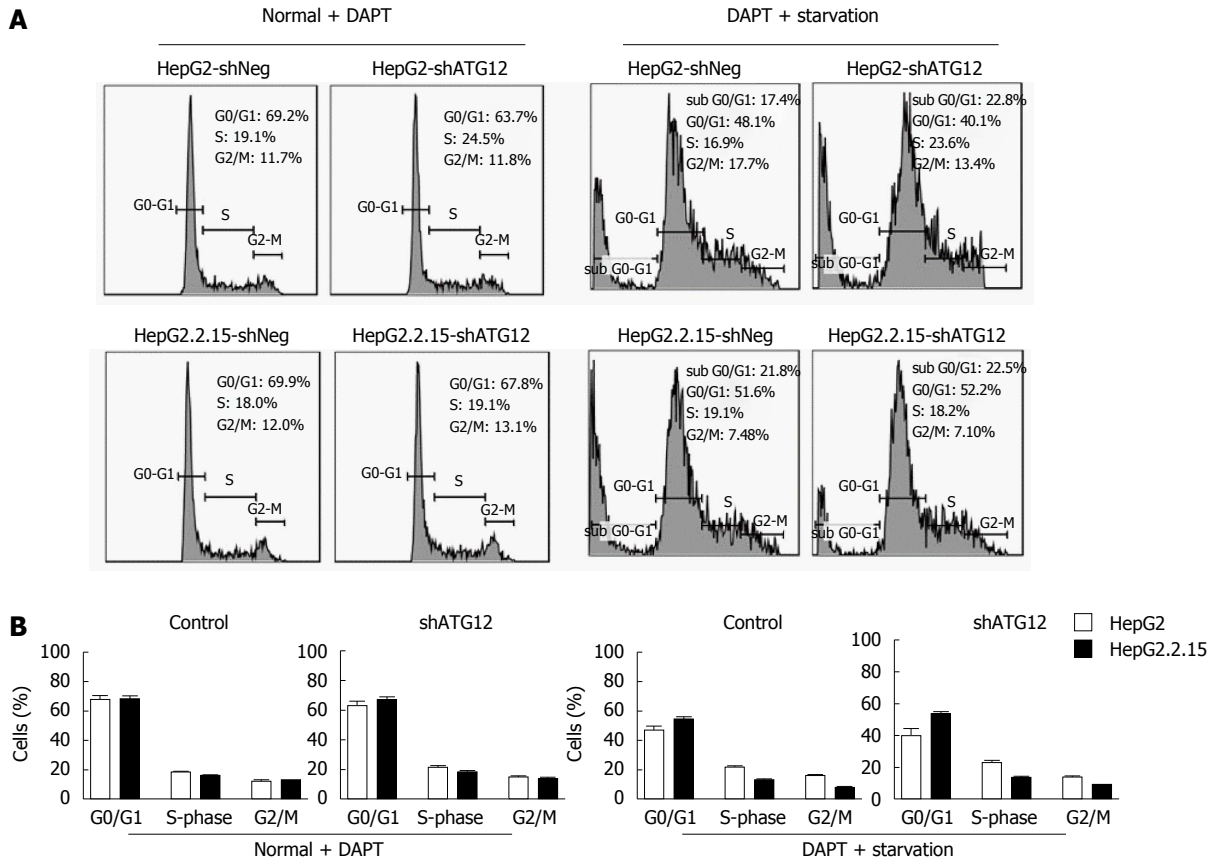 A
Normal + DAPT
DAPT + starvation
HepG2-shNeg
HepG2-shATG12
HepG2-shNeg
HepG2-shATG12
G0/G1: 69.2%
S: 19.1%
G2/M: 11.7%
G0-G1
S
G2-M
G0/G1: 63.7%
S: 24.5%
G2/M: 11.8%
G0-G1
S
G2-M
sub G0/G1: 17.4%
G0/G1: 48.1%
S: 16.9%
G2/M: 17.7%
G0-G1
S
G2-M
sub G0-G1
sub G0/G1: 22.8%
G0/G1: 40.1%
S: 23.6%
G2/M: 13.4%
G0-G1
S
G2-M
sub G0-G1
HepG2.2.15-shNeg
HepG2.2.15-shATG12
HepG2.2.15-shNeg
HepG2.2.15-shATG12
G0/G1: 69.9%
S: 18.0%
G2/M: 12.0%
G0-G1
S
G2-M
G0/G1: 67.8%
S: 19.1%
G2/M: 13.1%
G0-G1
S
G2-M
sub G0/G1: 21.8%
G0/G1: 51.6%
S: 19.1%
G2/M: 7.48%
G0-G1
S
G2-M
sub G0-G1
sub G0/G1: 22.5%
G0/G1: 52.2%
S: 18.2%
G2/M: 7.10%
G0-G1
S
G2-M
sub G0-G1
B
Control
shATG12
Control
shATG12
HepG2
HepG2.2.15
Cells (%)
100
80
60
40
20
0
G0/G1 S-phase G2/M
100
80
60
40
20
0
G0/G1 S-phase G2/M
Normal + DAPT
Cells (%)
100
80
60
40
20
0
G0/G1 S-phase G2/M
100
80
60
40
20
0
G0/G1 S-phase G2/M
DAPT + starvation